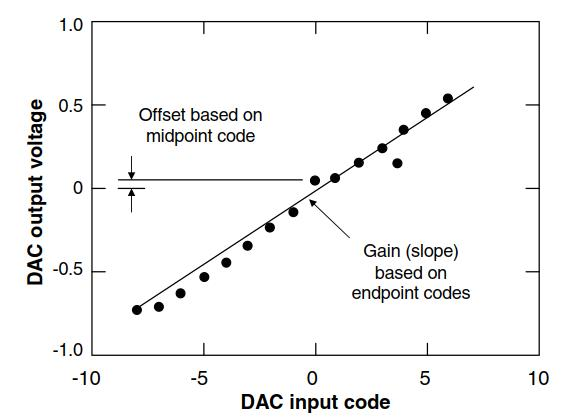 1.0
0.5
0
-0.5
-1.0
DAC output voltage
Offset based on
midpoint code
Gain (slope)
based on
endpoint codes
-10
-5
0
5
10
DAC input code